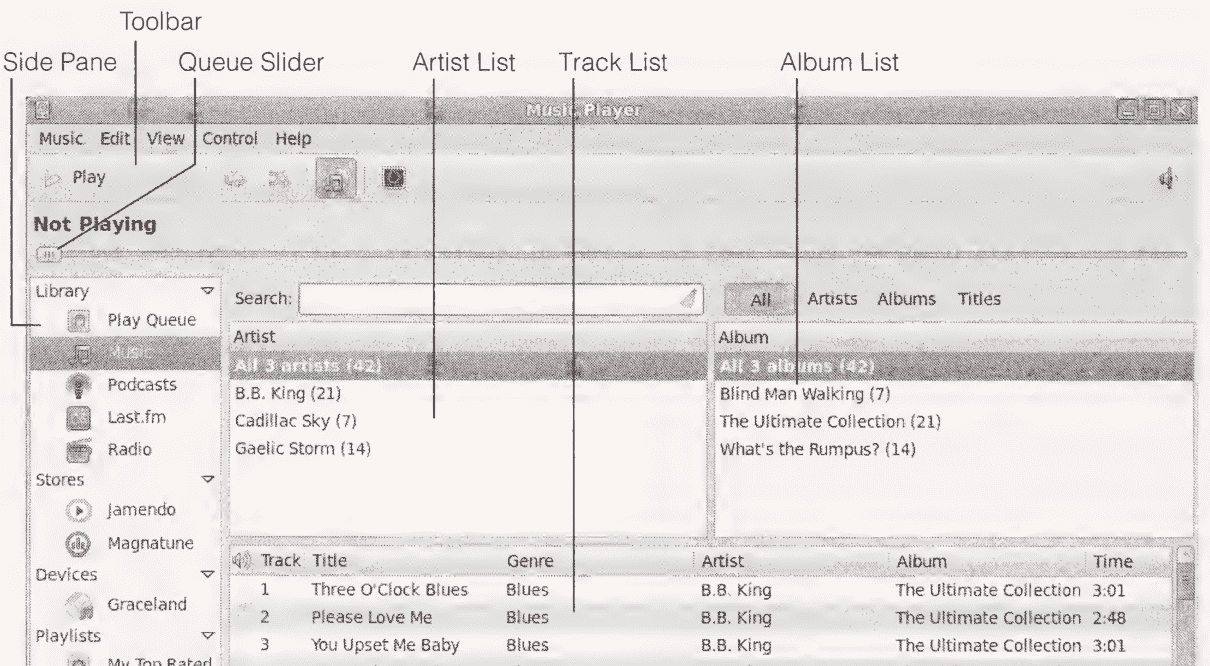 Toolbar
Side Pane Queue Slider Artist List Track List Album List
Music Player
Music Edit View Control Help
Play
Not Playing
Library
Play Queue
Music
Podcasts
Last.fm
Radio
Stores
Jamendo
Magnatune
Devices
Graceland
Playlists
My Top Rated
Search: All Artists Albums Titles
Artist
All 3 artists (42)
B.B. King (21)
Cadillac Sky (7)
Gaelic Storm (14)
Album
All 3 albums (42)
Blind Man Walking (7)
The Ultimate Collection (21)
What's the Rumpus? (14)
Track Title Genre Artist Album Time
1 Three O'Clock Blues Blues B.B. King The Ultimate Collection 3:01
2 Please Love Me Blues B.B. King The Ultimate Collection 2:48
3 You Upset Me Baby Blues B.B. King The Ultimate Collection 3:01